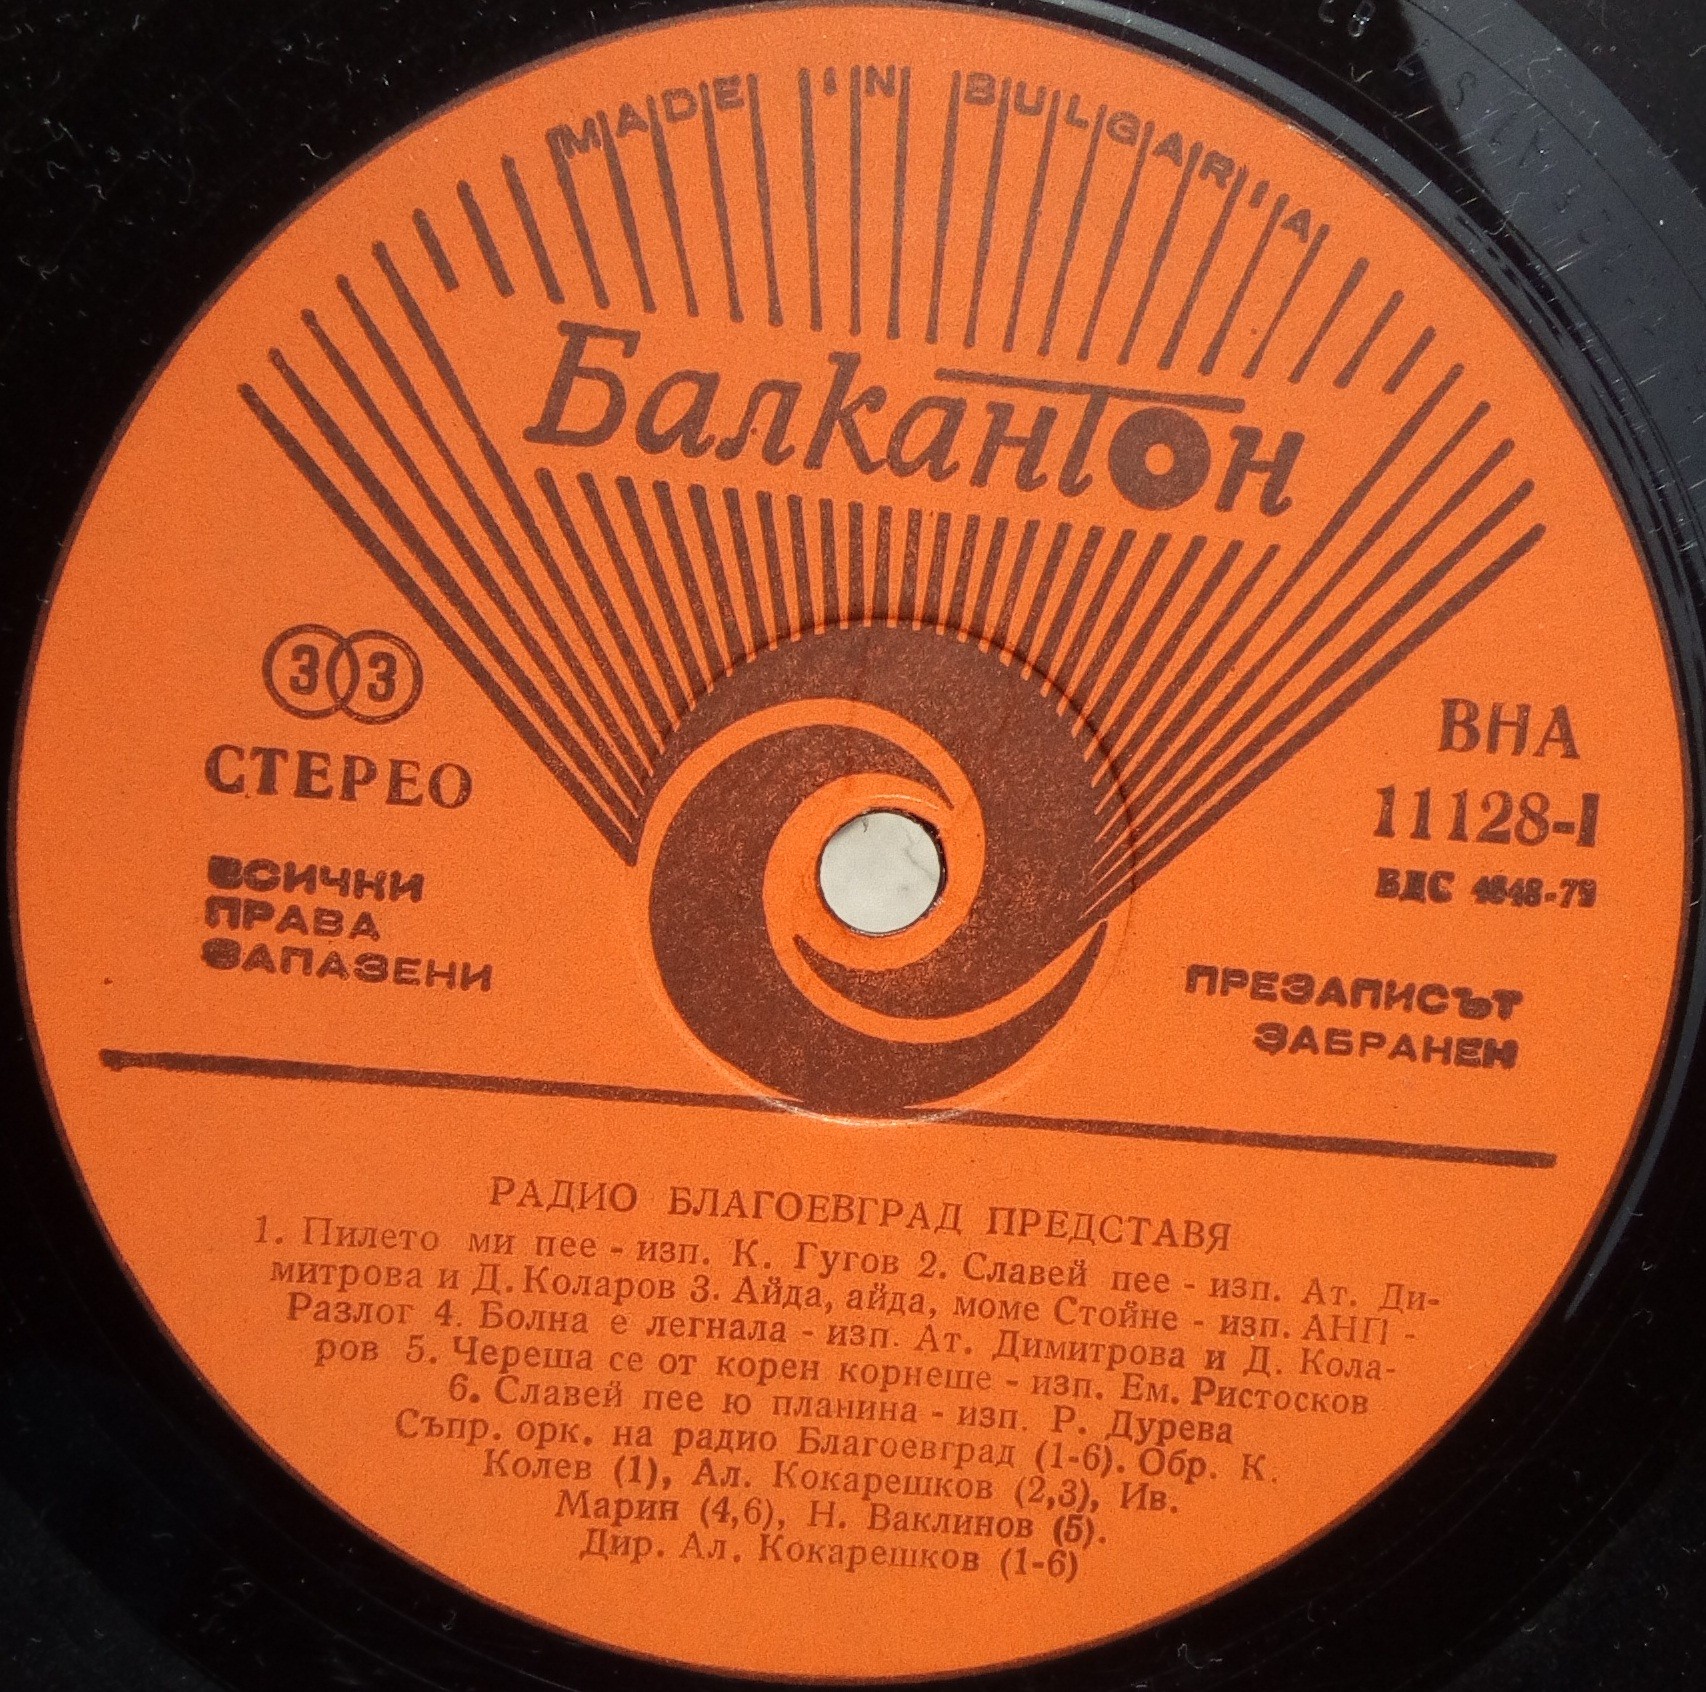 MADE IN BULGARIA
Балкантон
33
СТЕРЕО
ВСИЧКИ
ПРАВА
ЗАПАЗЕНИ
ВНА
11128-I
БДС 4848-79
ПРЕЗАПИСЪТ
ЗАБРАНЕН
РАДИО БЛАГОЕВГРАД ПРЕДСТАВЯ
1. Пилето ми пее - изп. К. Гугов 2. Славей пее - изп. Ат. Ди-
митрова и Д. Коларов 3. Айда, айда, моме Стойне - изп. АНП -
Разлог 4. Болна е легнала - изп. Ат. Димитрова и Д. Кола-
ров 5. Череша се от корен корнеше - изп. Ем. Ристосков
6. Славей пее ю планина - изп. Р. Дурева
Съпр. орк. на радио Благоевград (1-6). Обр. К.
Колев (1), Ал. Кокарешков (2,3), Ив.
Марин (4,6), Н. Ваклинов (5).
Дир. Ал. Кокарешков (1-6)